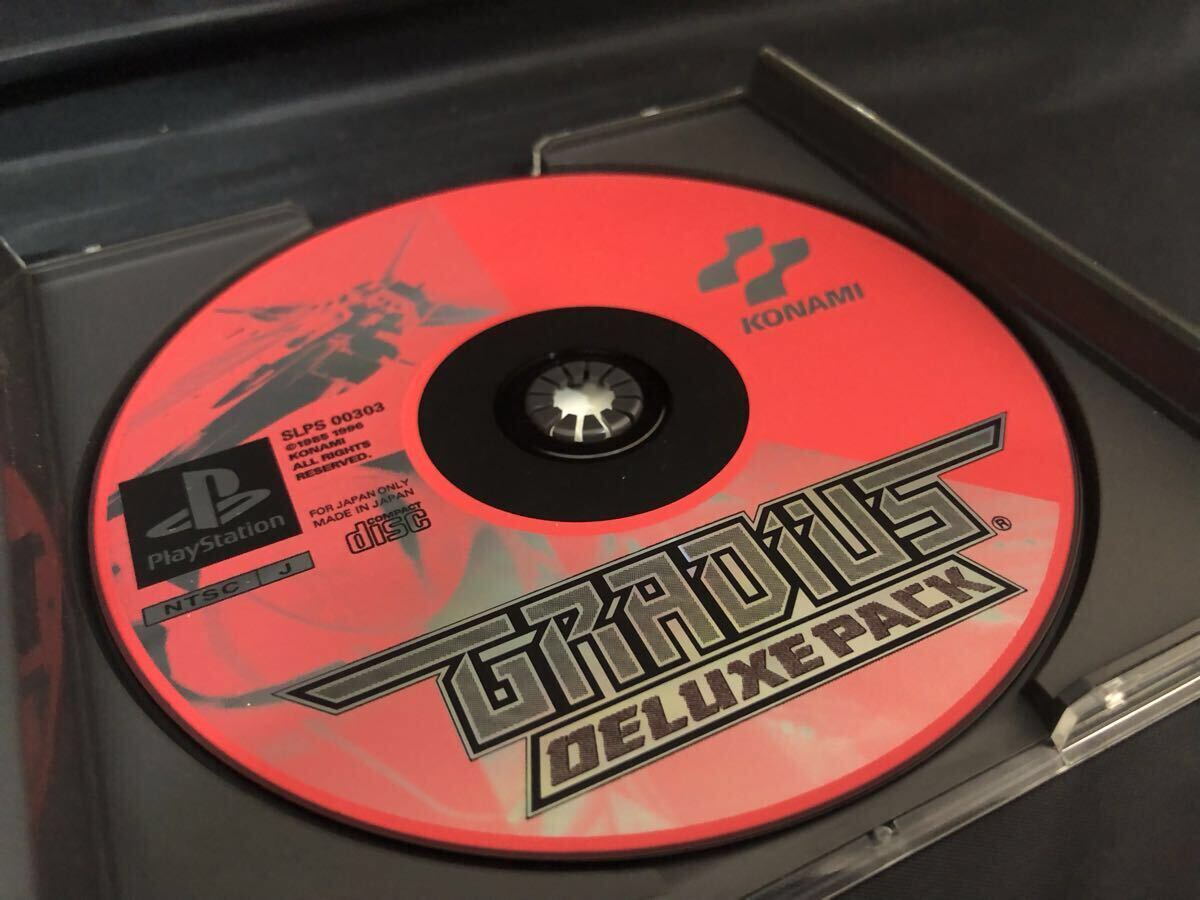 KONAMI
SLPS 00303
©1985 1996
KONAMI
ALL RIGHTS
RESERVED.
FOR JAPAN ONLY
MADE IN JAPAN
COMPACT
disc
PlayStation
NTSC J
GRADIUS®
DELUXE PACK